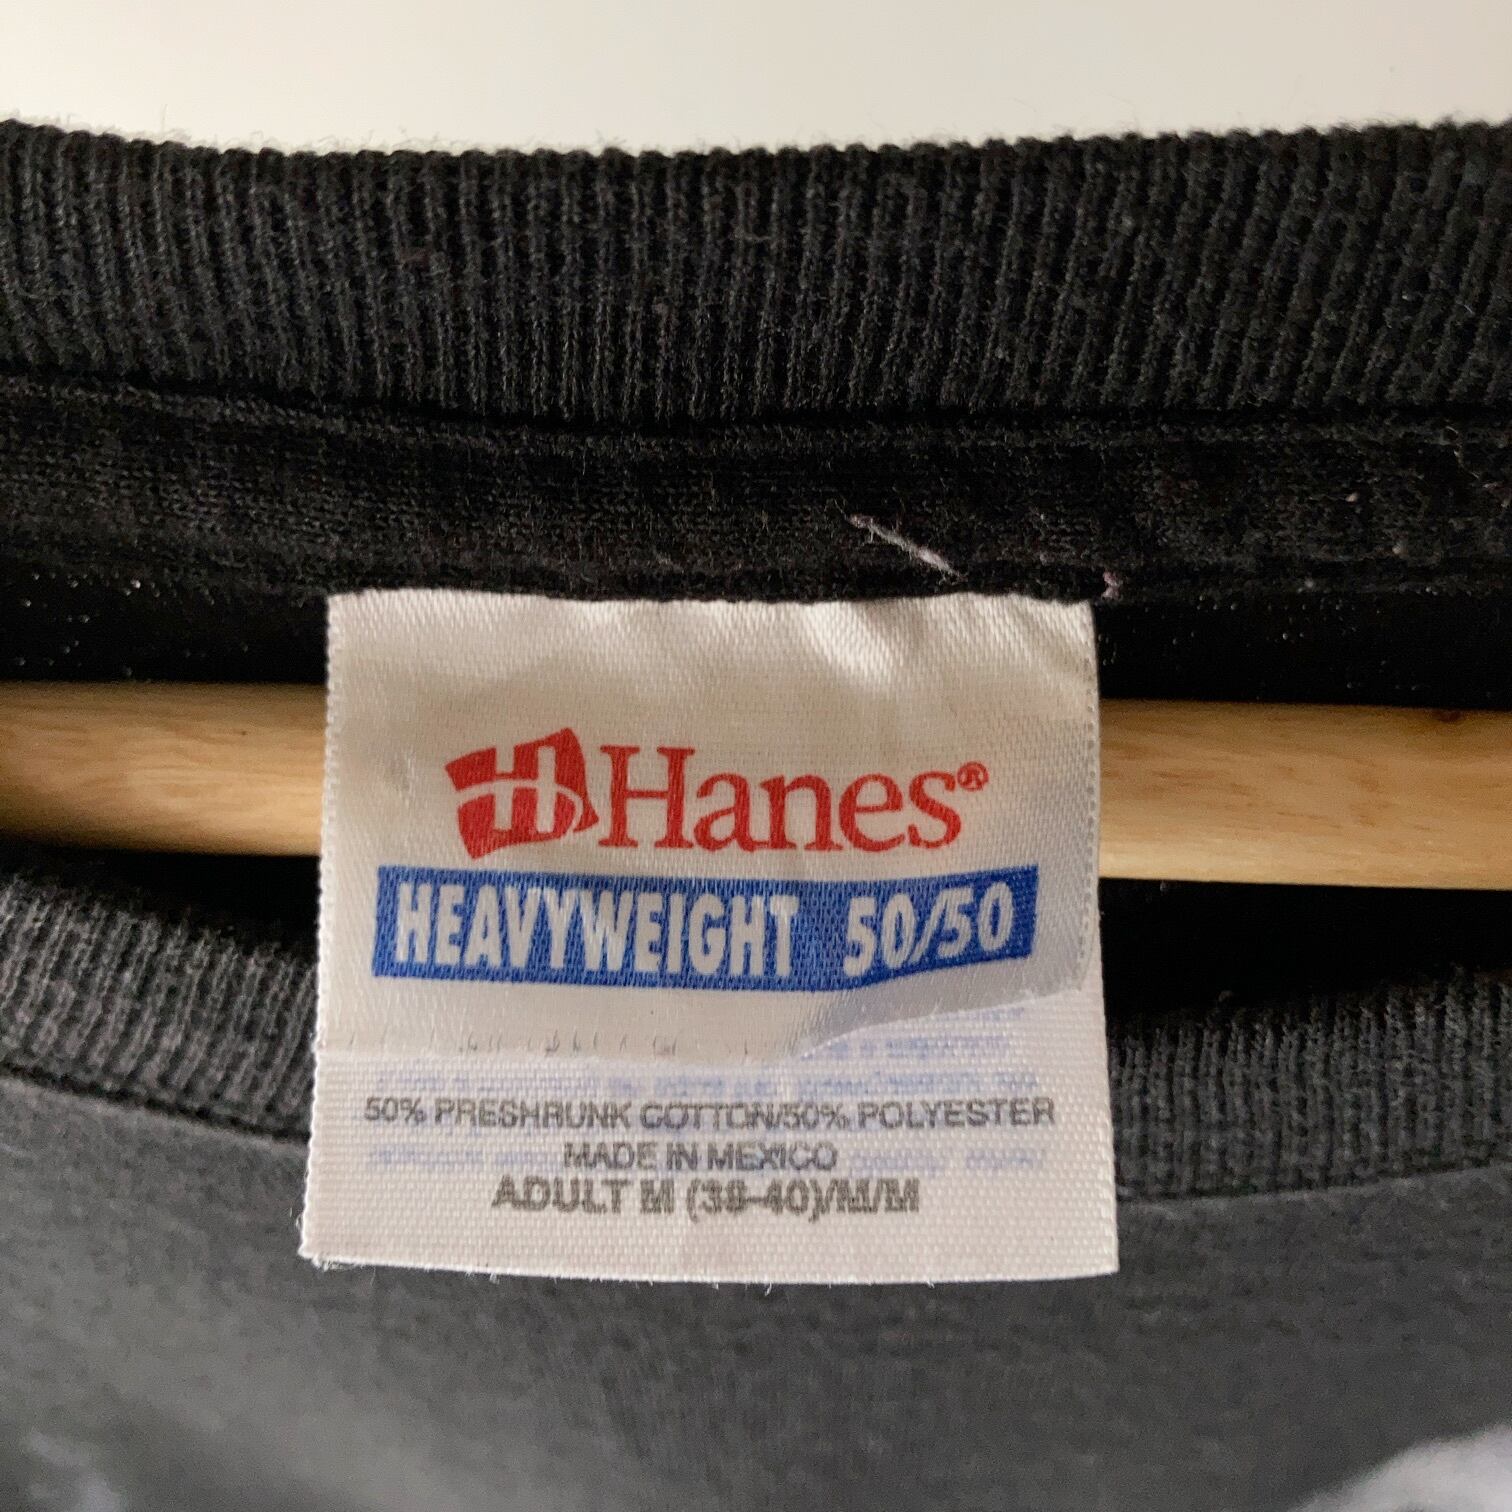 Hanes®
HEAVYWEIGHT 50/50
50% PRESHRUNK COTTON/50% POLYESTER
MADE IN MEXICO
ADULT M (38-40)/M/M